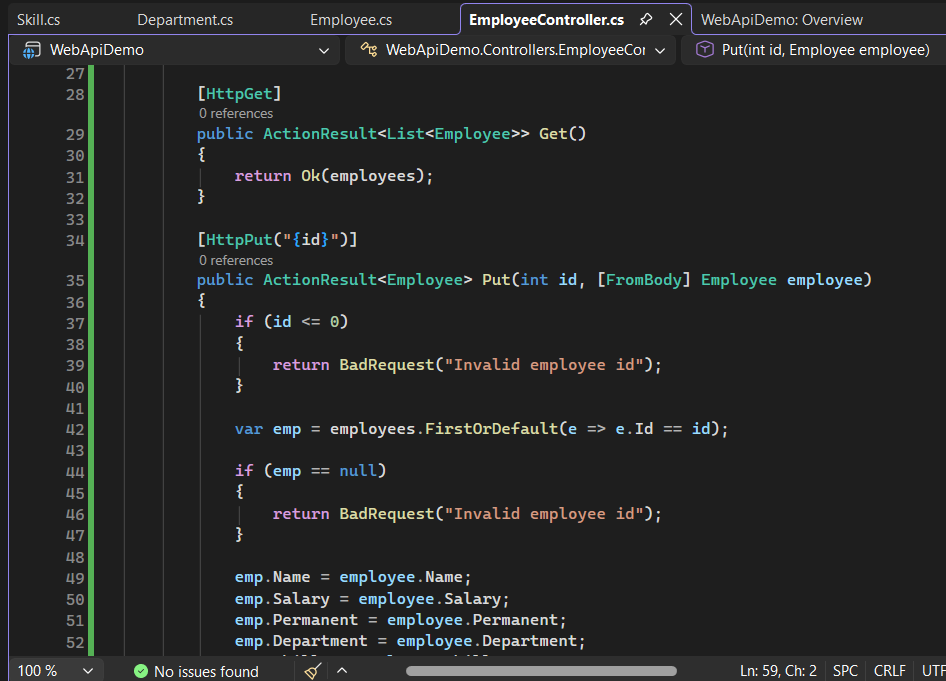 Skill.cs Department.cs Employee.cs EmployeeController.cs WebApiDemo: Overview
WebApiDemo WebApiDemo.Controllers.EmployeeCor Put(int id, Employee employee)
27
28 [HttpGet]
0 references
29 public ActionResult<List<Employee>> Get()
30 {
31 return Ok(employees);
32 }
33
34 [HttpPut("{id}")]
0 references
35 public ActionResult<Employee> Put(int id, [FromBody] Employee employee)
36 {
37 if (id <= 0)
38 {
39 return BadRequest("Invalid employee id");
40 }
41
42 var emp = employees.FirstOrDefault(e => e.Id == id);
43
44 if (emp == null)
45 {
46 return BadRequest("Invalid employee id");
47 }
48
49 emp.Name = employee.Name;
50 emp.Salary = employee.Salary;
51 emp.Permanent = employee.Permanent;
52 emp.Department = employee.Department;
100 % No issues found Ln: 59, Ch: 2 SPC CRLF UTF